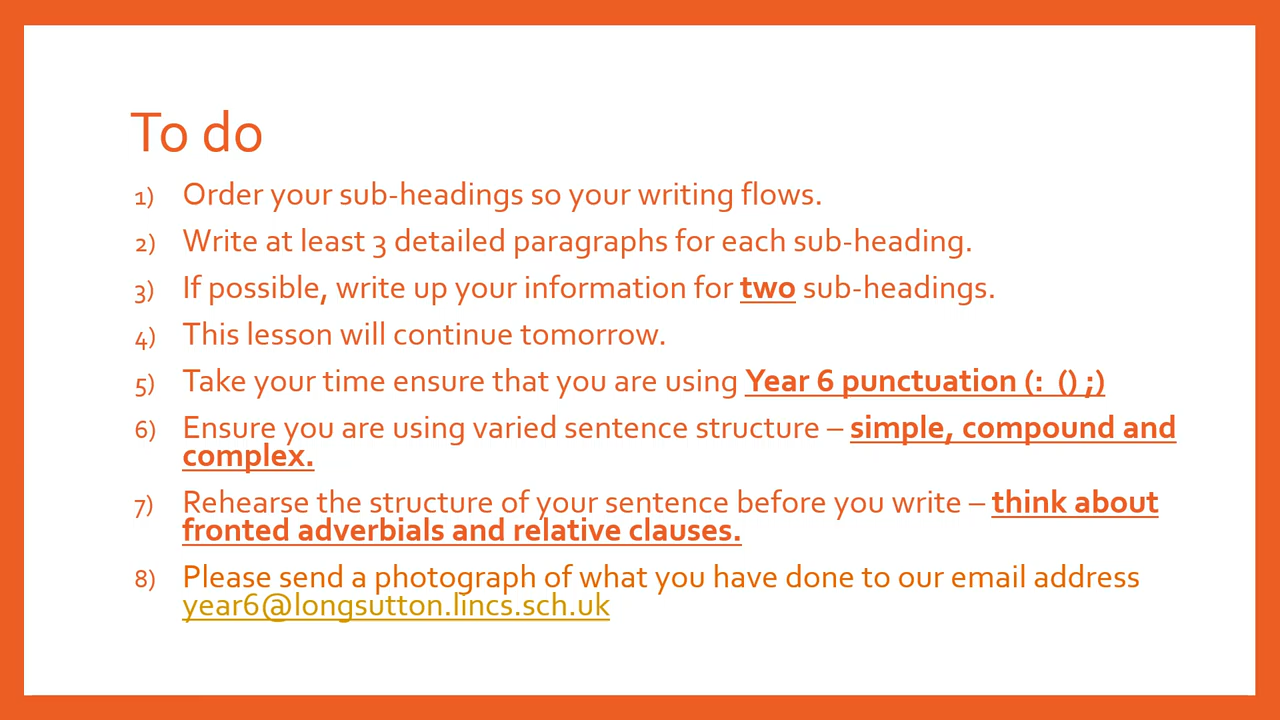 To do
1) Order your sub-headings so your writing flows.
2) Write at least 3 detailed paragraphs for each sub-heading.
3) If possible, write up your information for two sub-headings.
4) This lesson will continue tomorrow.
5) Take your time ensure that you are using Year 6 punctuation (:  () ;)
6) Ensure you are using varied sentence structure – simple, compound and
complex.
7) Rehearse the structure of your sentence before you write – think about
fronted adverbials and relative clauses.
8) Please send a photograph of what you have done to our email address
year6@longsutton.lincs.sch.uk